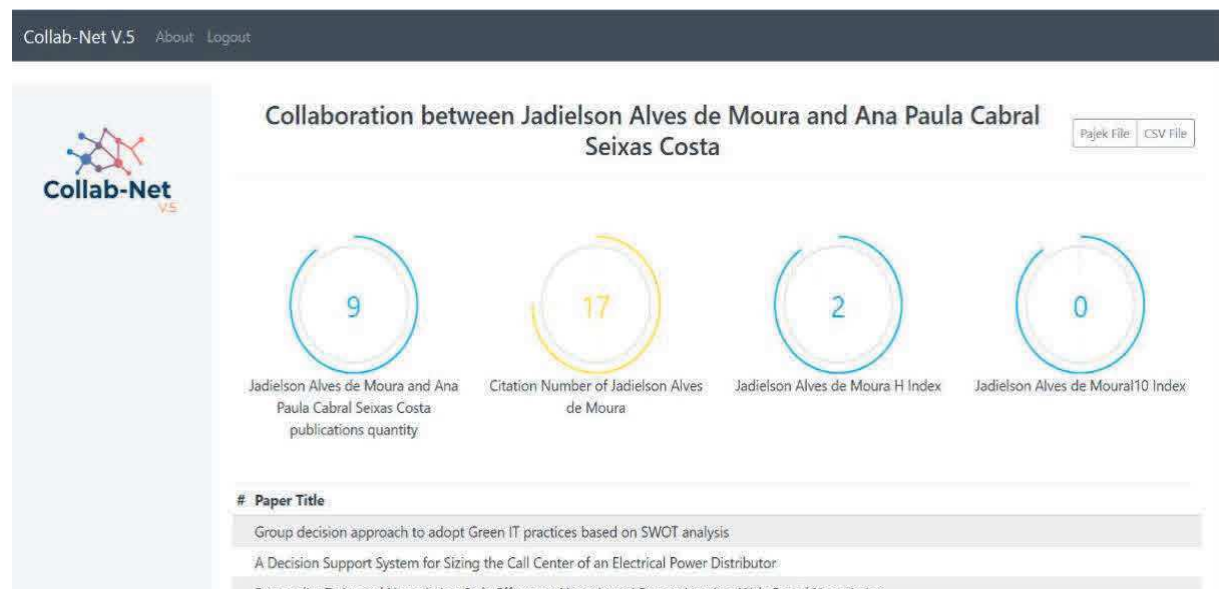 Collab-Net V.5 About Logout
Collaboration between Jadielson Alves de Moura and Ana Paula Cabral
Seixas Costa
Pajek File CSV File
Collab-Net
V.5
9
17
2
0
Jadielson Alves de Moura and Ana
Paula Cabral Seixas Costa
publications quantity
Citation Number of Jadielson Alves
de Moura
Jadielson Alves de Moura H Index
Jadielson Alves de MouraI10 Index
# Paper Title
Group decision approach to adopt Green IT practices based on SWOT analysis
A Decision Support System for Sizing the Call Center of an Electrical Power Distributor